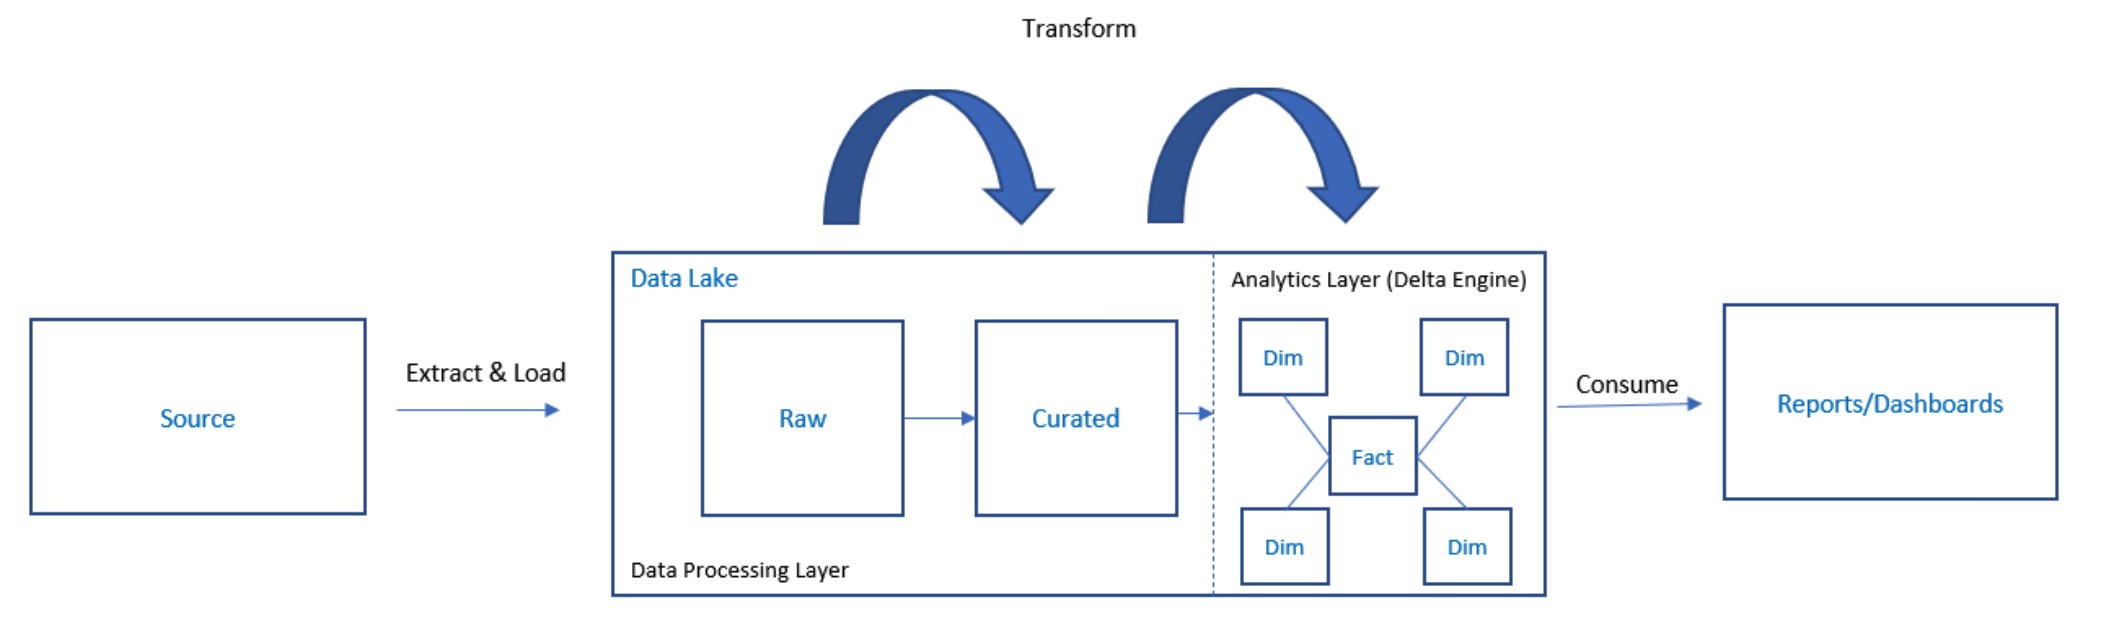 Transform
Data Lake
Analytics Layer (Delta Engine)
Source
Extract & Load
Raw
Curated
Dim
Dim
Fact
Dim
Dim
Data Processing Layer
Consume
Reports/Dashboards